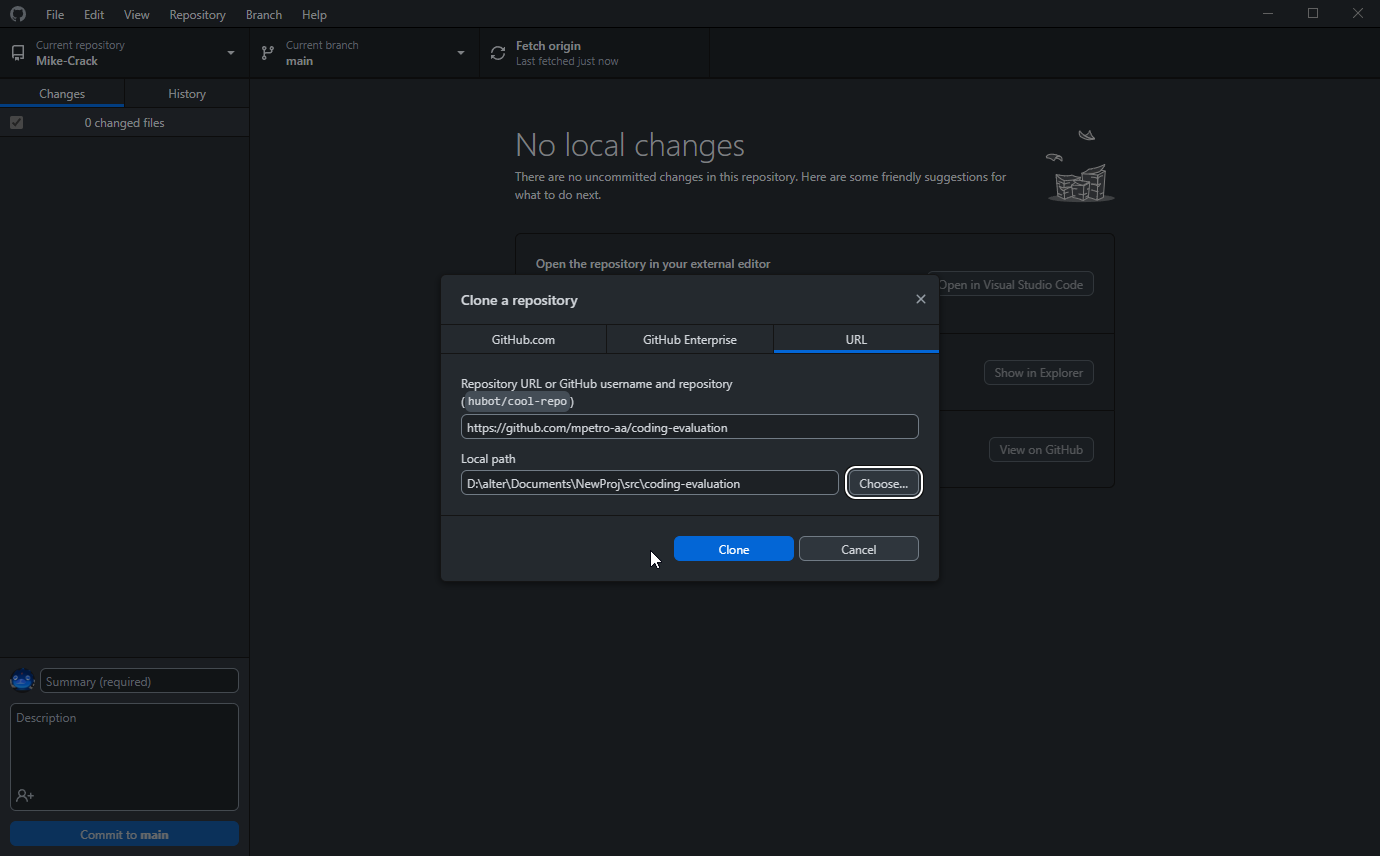 File Edit View Repository Branch Help
Current repository
Mike-Crack
Current branch
main
Fetch origin
Last fetched just now
Changes History
0 changed files
No local changes
There are no uncommitted changes in this repository. Here are some friendly suggestions for
what to do next.
Open the repository in your external editor
Open in Visual Studio Code
Show in Explorer
View on GitHub
Clone a repository
GitHub.com GitHub Enterprise URL
Repository URL or GitHub username and repository
(hubot/cool-repo)
https://github.com/mpetro-aa/coding-evaluation
Local path
D:\alter\Documents\NewProj\src\coding-evaluation
Choose...
Clone Cancel
Summary (required)
Description
Commit to main